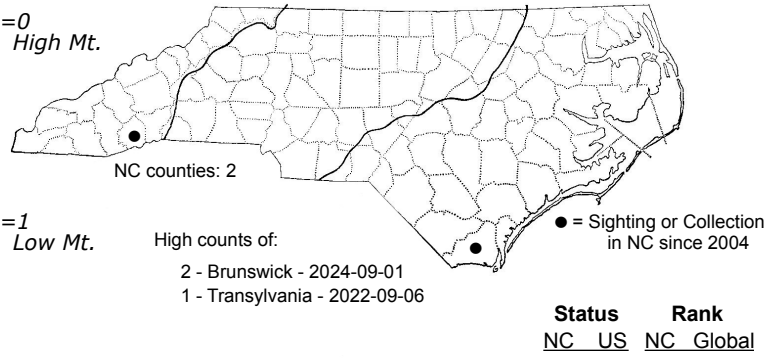 =0
High Mt.
NC counties: 2
=1
Low Mt.
High counts of:
2 - Brunswick - 2024-09-01
1 - Transylvania - 2022-09-06
● = Sighting or Collection
in NC since 2004
Status Rank
NC US NC Global